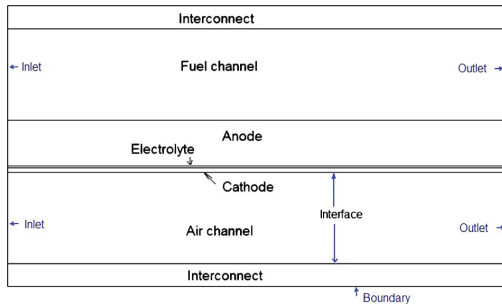 Interconnect
Inlet
Fuel channel
Outlet
Anode
Electrolyte
Cathode
Interface
Inlet
Air channel
Outlet
Interconnect
Boundary